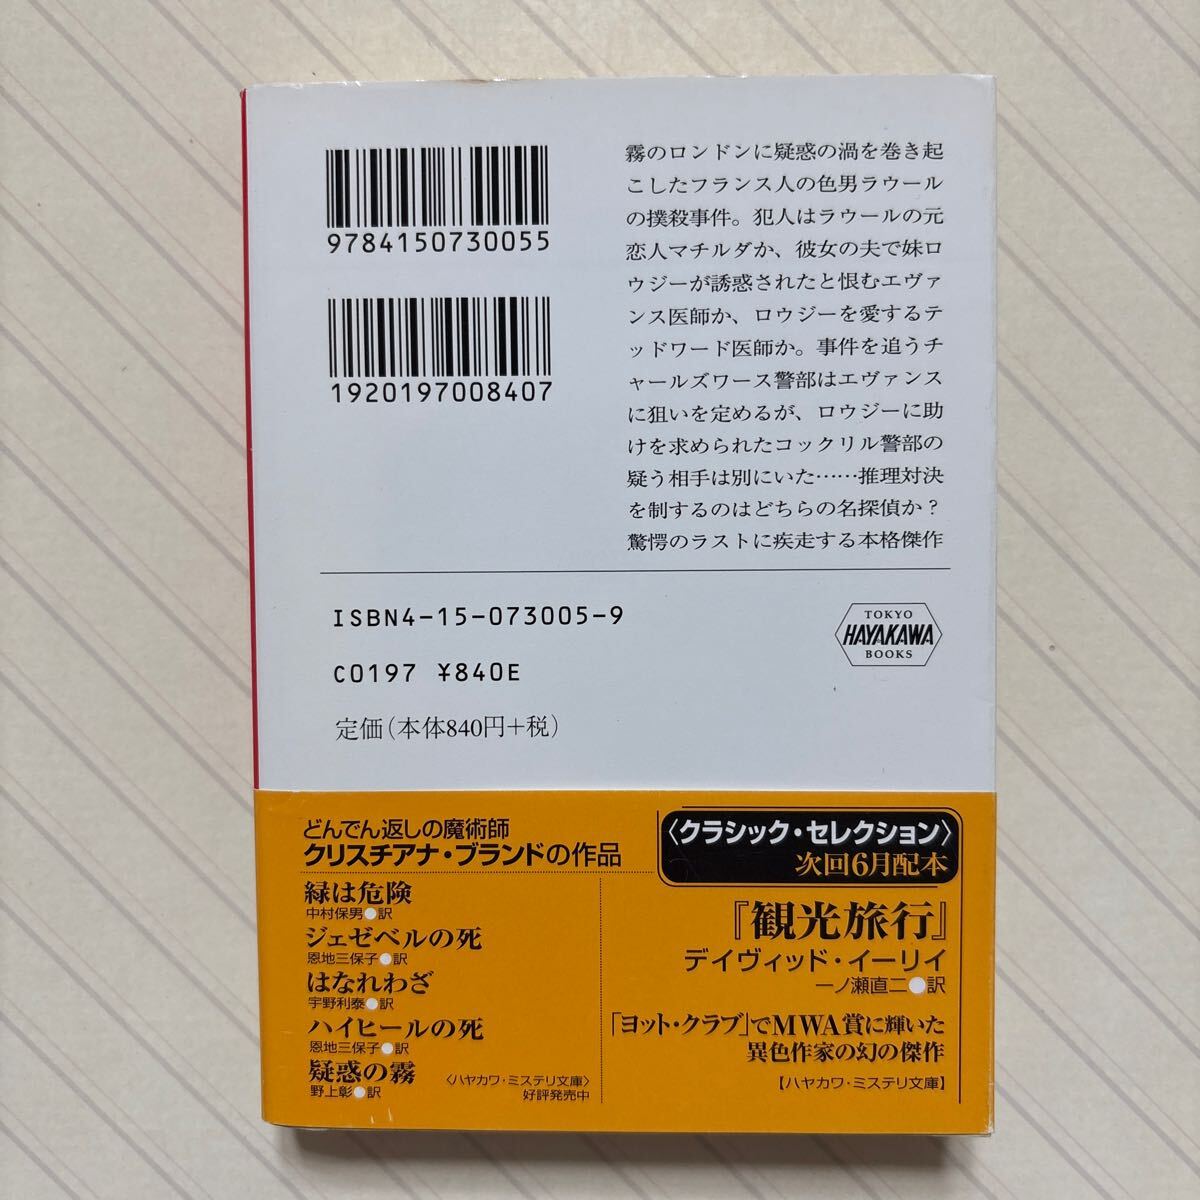 9784150730055
1920197008407
霧のロンドンに疑惑の渦を巻き起
こしたフランス人の色男ラウール
の撲殺事件。犯人はラウールの元
恋人マチルダか、彼女の夫で妹ロ
ウジーが誘惑されたと恨むエヴァ
ンス医師か、ロウジーを愛するテ
ッドワード医師か。事件を追うチ
ャールズワース警部はエヴァンス
に狙いを定めるが、ロウジーに助
けを求められたコックリル警部の
疑う相手は別にいた……推理対決
を制するのはどちらの名探偵か？
驚愕のラストに疾走する本格傑作
ISBN4-15-073005-9
C0197 ¥840E
定価（本体840円+税）
TOKYO
HAYAKAWA
BOOKS
どんでん返しの魔術師
クリスチアナ・ブランドの作品
緑は危険
中村保男●訳
ジェゼベルの死
恩地三保子●訳
はなれわざ
宇野利泰●訳
ハイヒールの死
恩地三保子●訳
疑惑の霧
野上彰●訳
〈ハヤカワ・ミステリ文庫〉
好評発売中
〈クラシック・セレクション〉
次回6月配本
『観光旅行』
デイヴィッド・イーリイ
一ノ瀬直二●訳
「ヨット・クラブ」でMWA賞に輝いた
異色作家の幻の傑作
【ハヤカワ・ミステリ文庫】